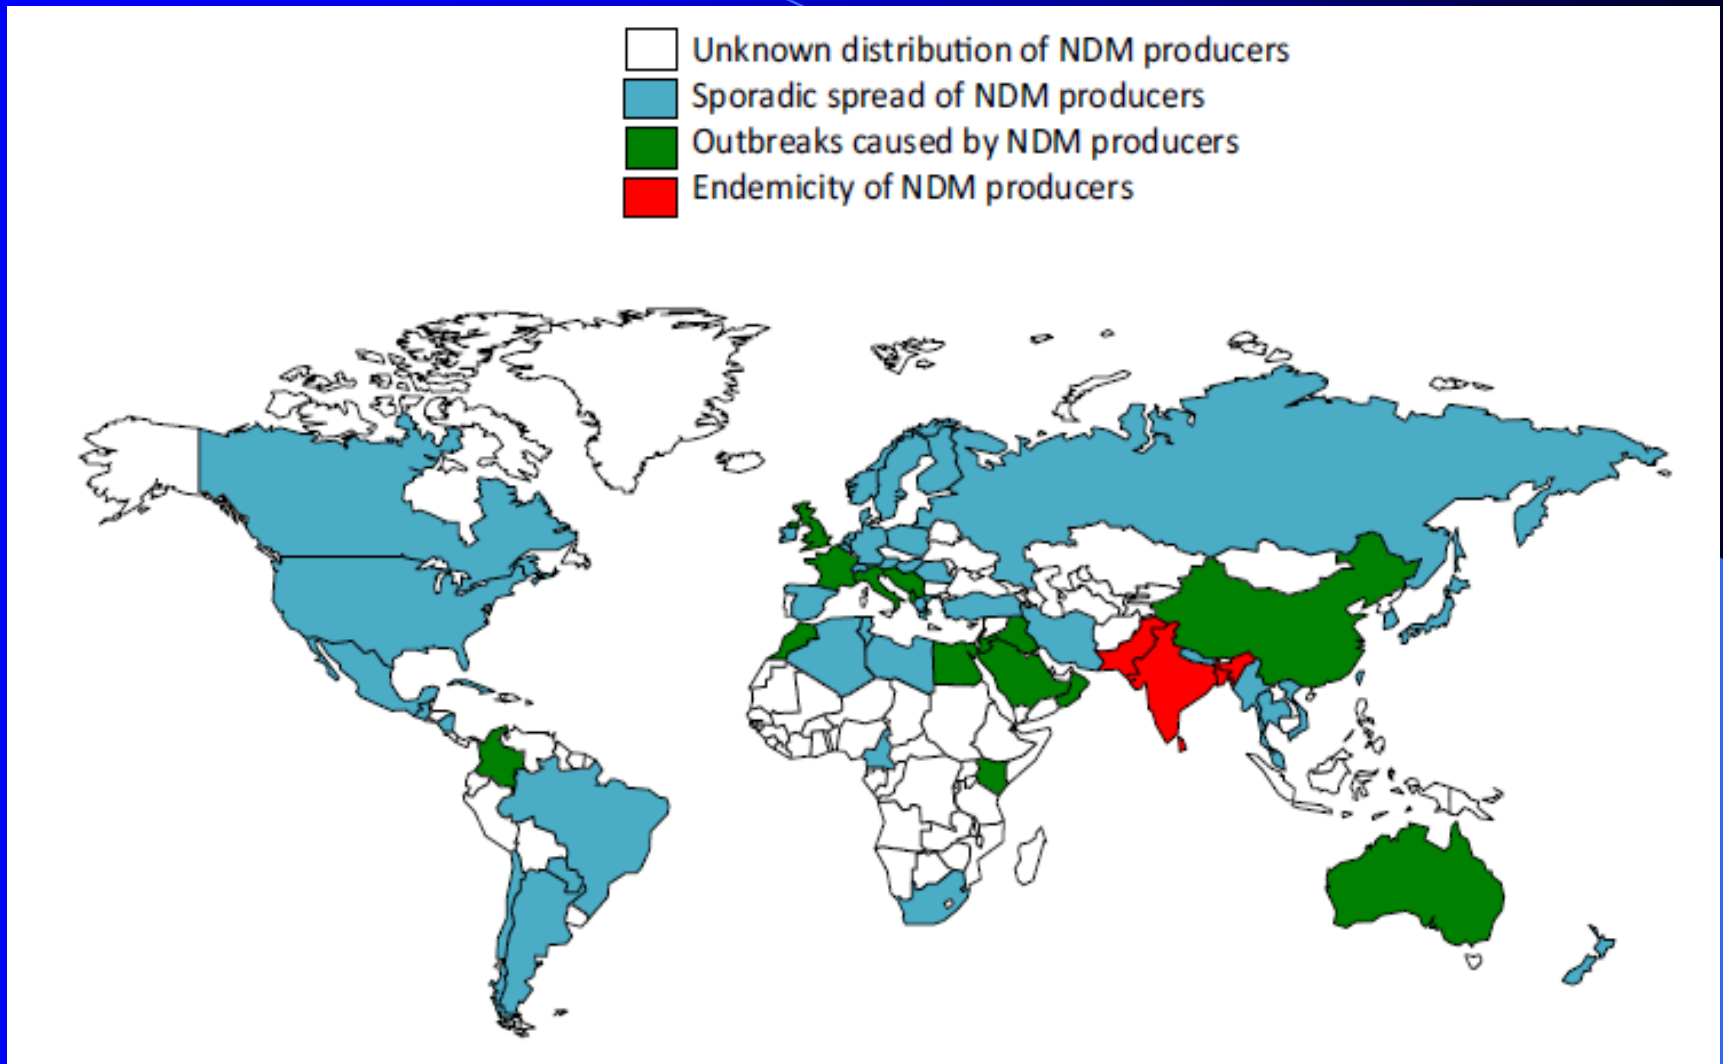 Unknown distribution of NDM producers
Sporadic spread of NDM producers
Outbreaks caused by NDM producers
Endemicity of NDM producers